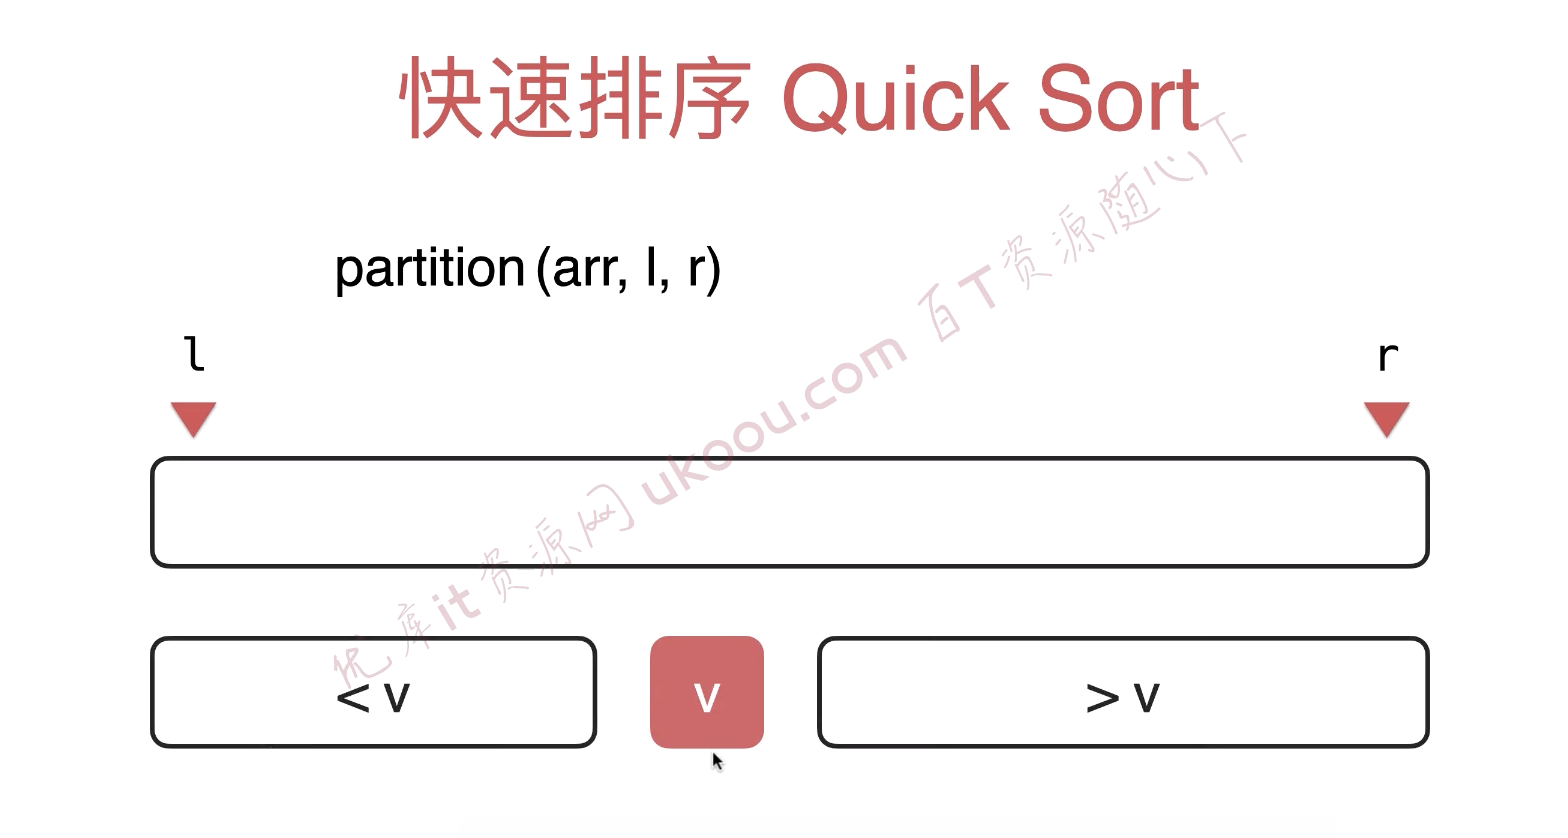 快速排序 Quick Sort
partition (arr, l, r)
l
r
< v
v
> v
优库it资源网 ukoou.com 百T资源随心下